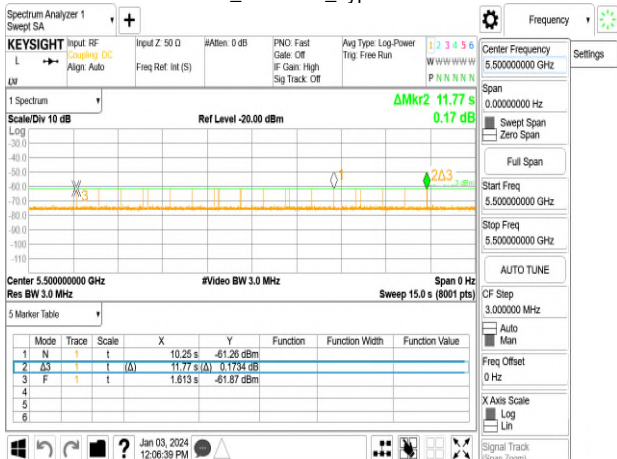 Spectrum Analyzer 1
Swept SA
Frequency
KEYSIGHT
Input: RF
Coupling: DC
Align: Auto
Input Z: 50 Ω
Freq Ref: Int (S)
#Atten: 0 dB
PNO: Fast
Gate: Off
IF Gain: High
Sig Track: Off
Avg Type: Log-Power
Trig: Free Run
1 2 3 4 5 6
W W W W W W
P N N N N N
L
LXI
Center Frequency
5.500000000 GHz
Settings
Span
0.00000000 Hz
Swept Span
Zero Span
Full Span
Start Freq
5.500000000 GHz
Stop Freq
5.500000000 GHz
AUTO TUNE
CF Step
3.000000 MHz
Auto
Man
Freq Offset
0 Hz
X Axis Scale
Log
Lin
Signal Track
(Span Zoom)
1 Spectrum
ΔMkr2 11.77 s
0.17 dB
Scale/Div 10 dB
Ref Level -20.00 dBm
Log
-30.0
-40.0
-50.0
-60.0
-70.0
-80.0
-90.0
-100
-110
3
1
2Δ3
dBm
Center 5.500000000 GHz
#Video BW 3.0 MHz
Span 0 Hz
Res BW 3.0 MHz
Sweep 15.0 s (8001 pts)
5 Marker Table
Mode Trace Scale X Y Function Function Width Function Value
1 N 1 t 10.25 s -61.26 dBm
2 Δ3 1 t (Δ) 11.77 s (Δ) 0.1734 dB
3 F 1 t 1.613 s -61.87 dBm
4
5
6
?
Jan 03, 2024
12:06:39 PM